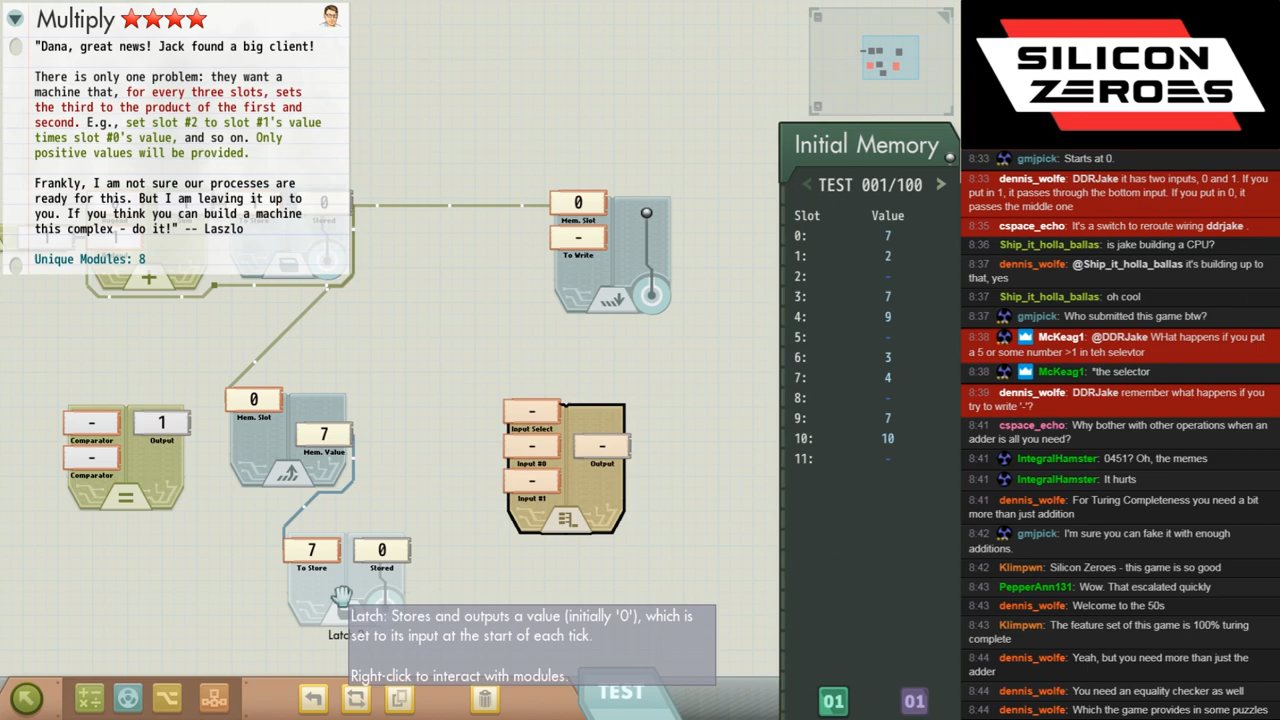 Multiply
"Dana, great news! Jack found a big client!
There is only one problem: they want a
machine that, for every three slots, sets
the third to the product of the first and
second. E.g., set slot #2 to slot #1's value
times slot #0's value, and so on. Only
positive values will be provided.
Frankly, I am not sure our processes are
ready for this. But I am leaving it up to
you. If you think you can build a machine
this complex - do it!" -- Laszlo
Unique Modules: 8
+
0
Mem. Slot
-
To Write
-
Comparator
-
Comparator
1
Output
=
0
Mem. Slot
7
Mem. Value
-
Input Select
-
Input #0
-
Input #1
-
Output
7
To Store
0
Stored
Latch: Stores and outputs a value (initially '0'), which is
set to its input at the start of each tick.
Right-click to interact with modules.
TEST
Initial Memory
< TEST 001/100 >
Slot Value
0: 7
1: 2
2: -
3: 7
4: 9
5: -
6: 3
7: 4
8: -
9: 7
10: 10
11: -
01 01
SILICON
ZEROES
8:33 gmjpick: Starts at 0.
8:33 dennis_wolfe: DDRJake it has two inputs, 0 and 1. If you
put in 1, it passes through the bottom input. If you put in 0, it
passes the middle one
8:35 cspace_echo: It's a switch to reroute wiring ddrjake .
8:36 Ship_it_holla_ballas: is jake building a CPU?
8:37 dennis_wolfe: @Ship_it_holla_ballas it's building up to
that, yes
8:37 Ship_it_holla_ballas: oh cool
8:37 gmjpick: Who submitted this game btw?
8:38 McKeag1: @DDRJake WHat happens if you put
a 5 or some number >1 in teh selevtor
8:38 McKeag1: *the selector
8:39 dennis_wolfe: DDRJake remember what happens if you
try to write '-'?
8:41 cspace_echo: Why bother with other operations when an
adder is all you need?
8:41 IntegralHamster: 0451? Oh, the memes
8:41 IntegralHamster: It hurts
8:41 dennis_wolfe: For Turing Completeness you need a bit
more than just addition
8:42 gmjpick: I'm sure you can fake it with enough
additions.
8:42 Klimpwn: Silicon Zeroes - this game is so good
8:43 PepperAnn131: Wow. That escalated quickly
8:43 dennis_wolfe: Welcome to the 50s
8:43 Klimpwn: The feature set of this game is 100% turing
complete
8:44 dennis_wolfe: Yeah, but you need more than just the
adder
8:44 dennis_wolfe: You need an equality checker as well
8:44 dennis_wolfe: Which the game provides in some puzzles